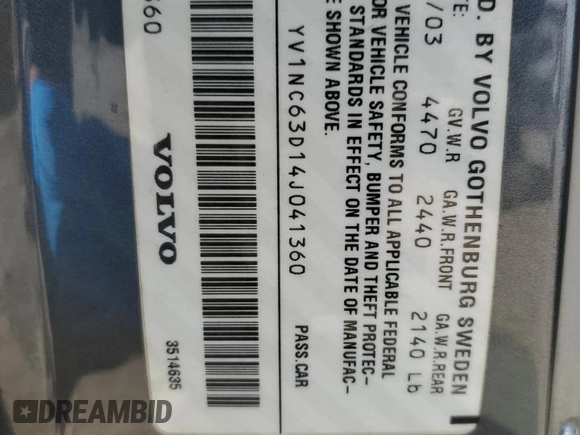 D. BY VOLVO GOTHENBURG SWEDEN
TE: GV.W.R GA.W.R.FRONT GA.W.R.REAR
/03 4470 2440 2140 Lb
VEHICLE CONFORMS TO ALL APPLICABLE FEDERAL
OR VEHICLE SAFETY, BUMPER AND THEFT PROTEC-
STANDARDS IN EFFECT ON THE DATE OF MANUFAC-
E SHOWN ABOVE.
YV1NC63D14J041360 PASS.CAR
360 VOLVO 3514635
DREAMBID